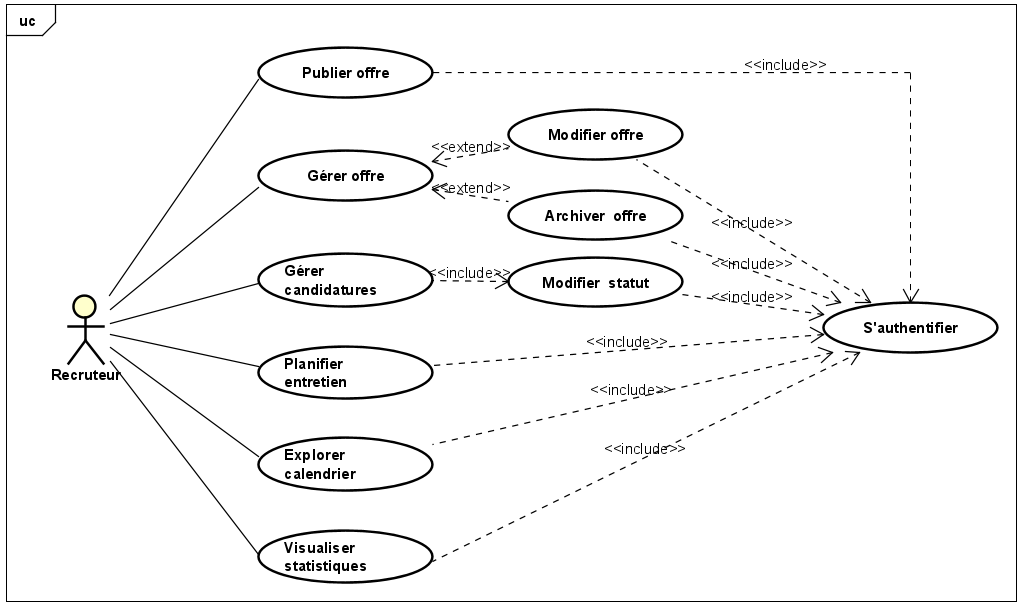 uc
Publier offre
<<include>>
Modifier offre
<<extend>>
Gérer offre
<<extend>>
Archiver  offre
<<include>>
<<include>>
Gérer
candidatures
<<include>>
Modifier  statut
<<include>>
S'authentifier
Recruteur
Planifier
entretien
<<include>>
<<include>>
Explorer
calendrier
<<include>>
Visualiser
statistiques